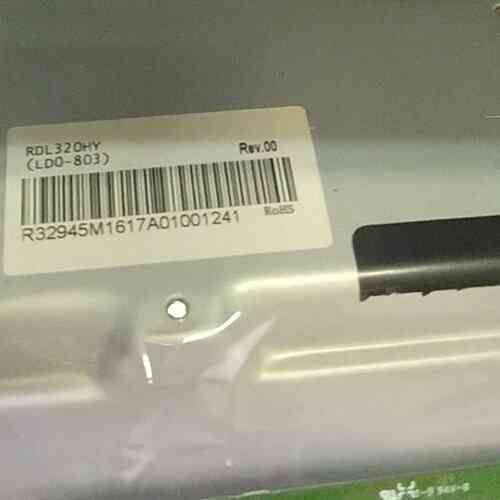 RDL320HY Rev.00
(LD0-803)
R32945M1617A01001241 RoHS